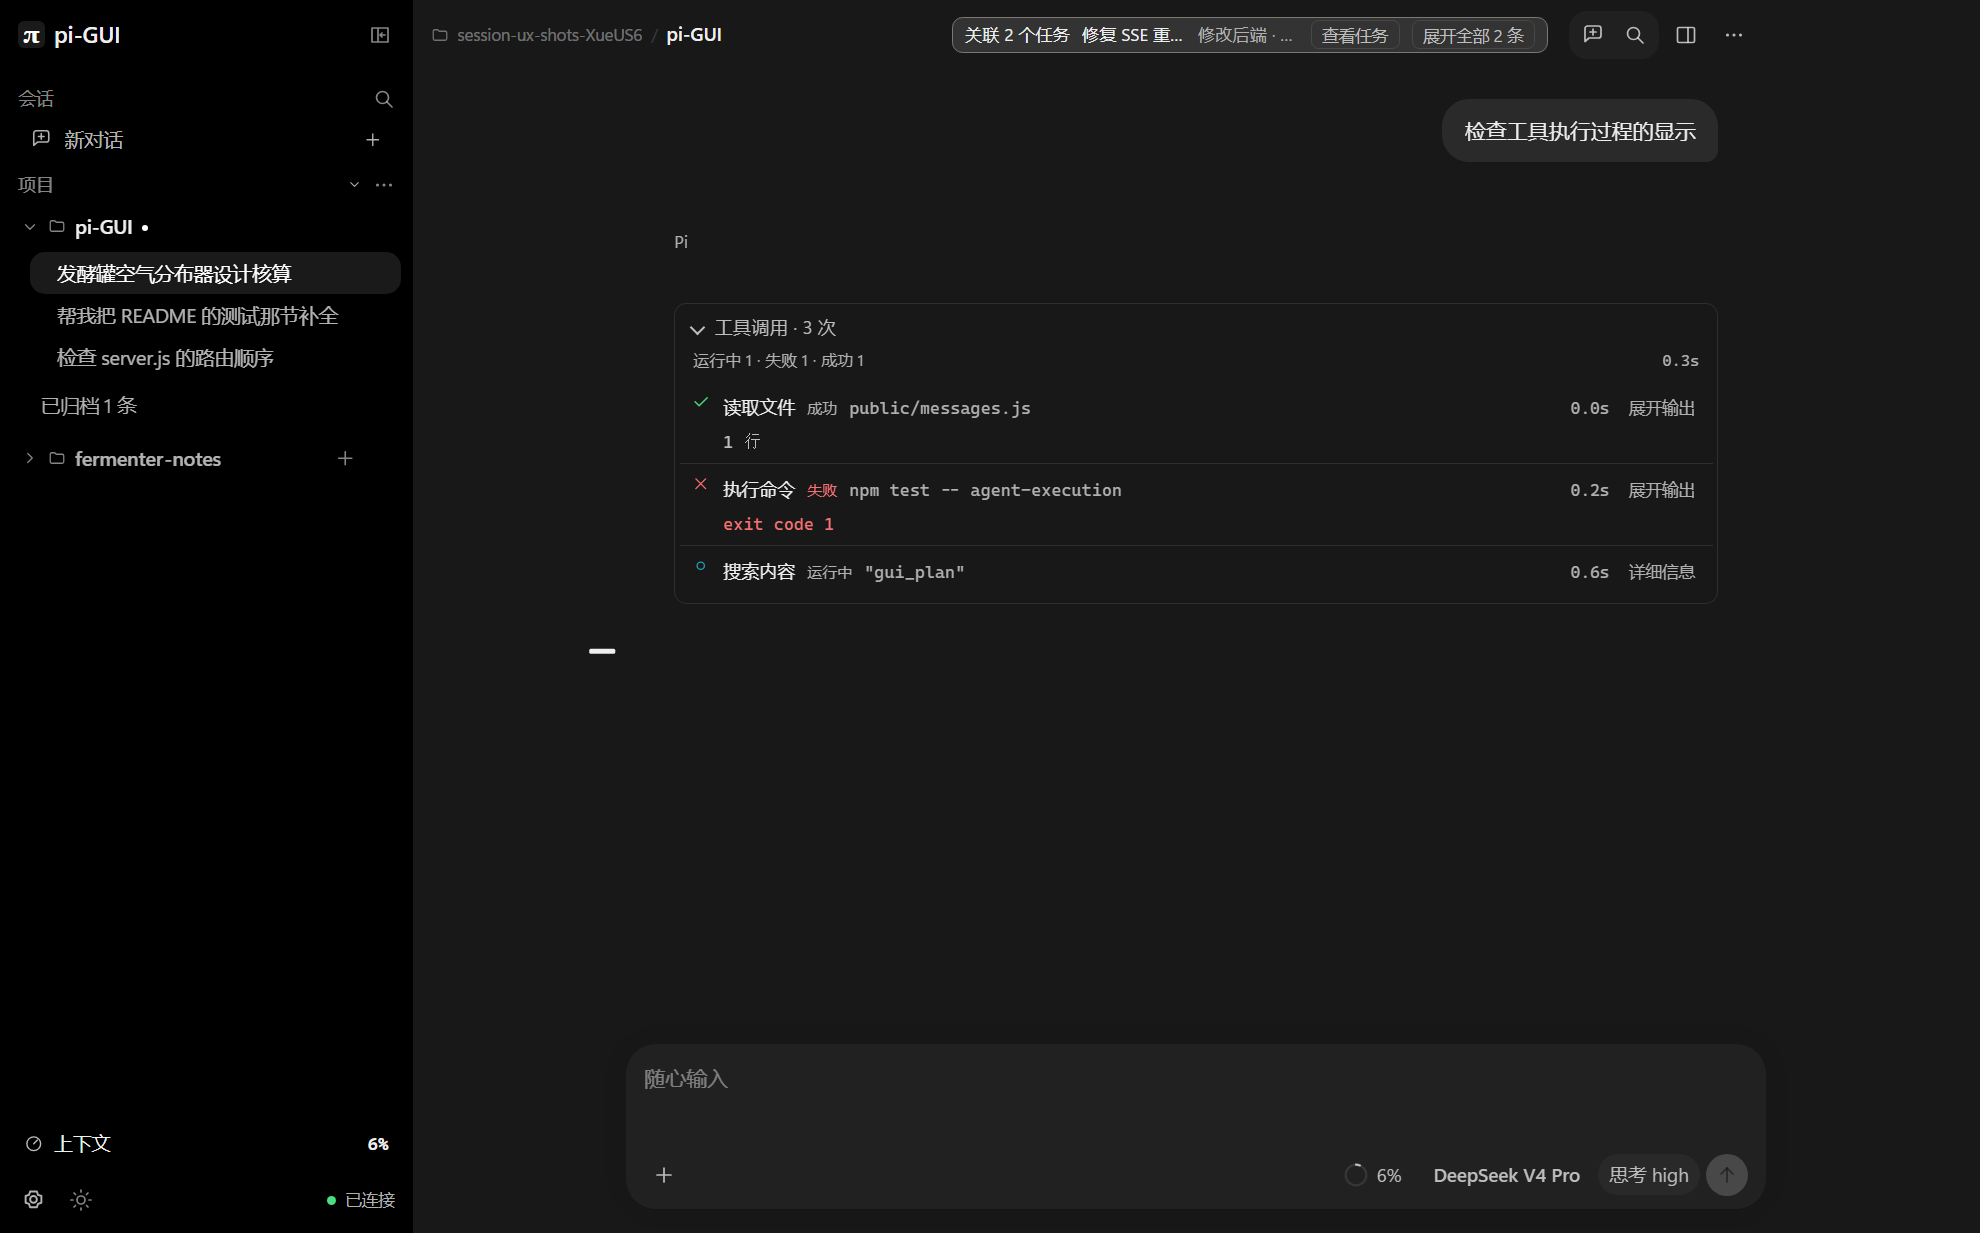 π pi-GUI
会话
新对话
项目
pi-GUI
发酵罐空气分布器设计核算
帮我把 README 的测试那节补全
检查 server.js 的路由顺序
已归档 1 条
fermenter-notes
上下文 6%
已连接
session-ux-shots-XueUS6 / pi-GUI
关联 2 个任务 修复 SSE 重... 修改后端 · ... 查看任务 展开全部 2 条
检查工具执行过程的显示
Pi
工具调用 · 3 次
运行中 1 · 失败 1 · 成功 1 0.3s
读取文件 成功 public/messages.js 0.0s 展开输出
1 行
执行命令 失败 npm test -- agent-execution 0.2s 展开输出
exit code 1
搜索内容 运行中 "gui_plan" 0.6s 详细信息
随心输入
6% DeepSeek V4 Pro 思考 high